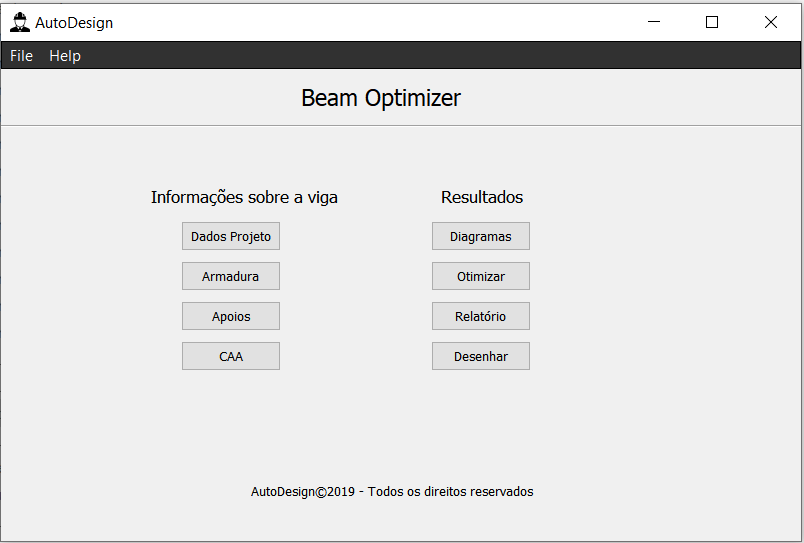 AutoDesign
File Help
Beam Optimizer
Informações sobre a viga
Dados Projeto
Armadura
Apoios
CAA
Resultados
Diagramas
Otimizar
Relatório
Desenhar
AutoDesign©2019 - Todos os direitos reservados